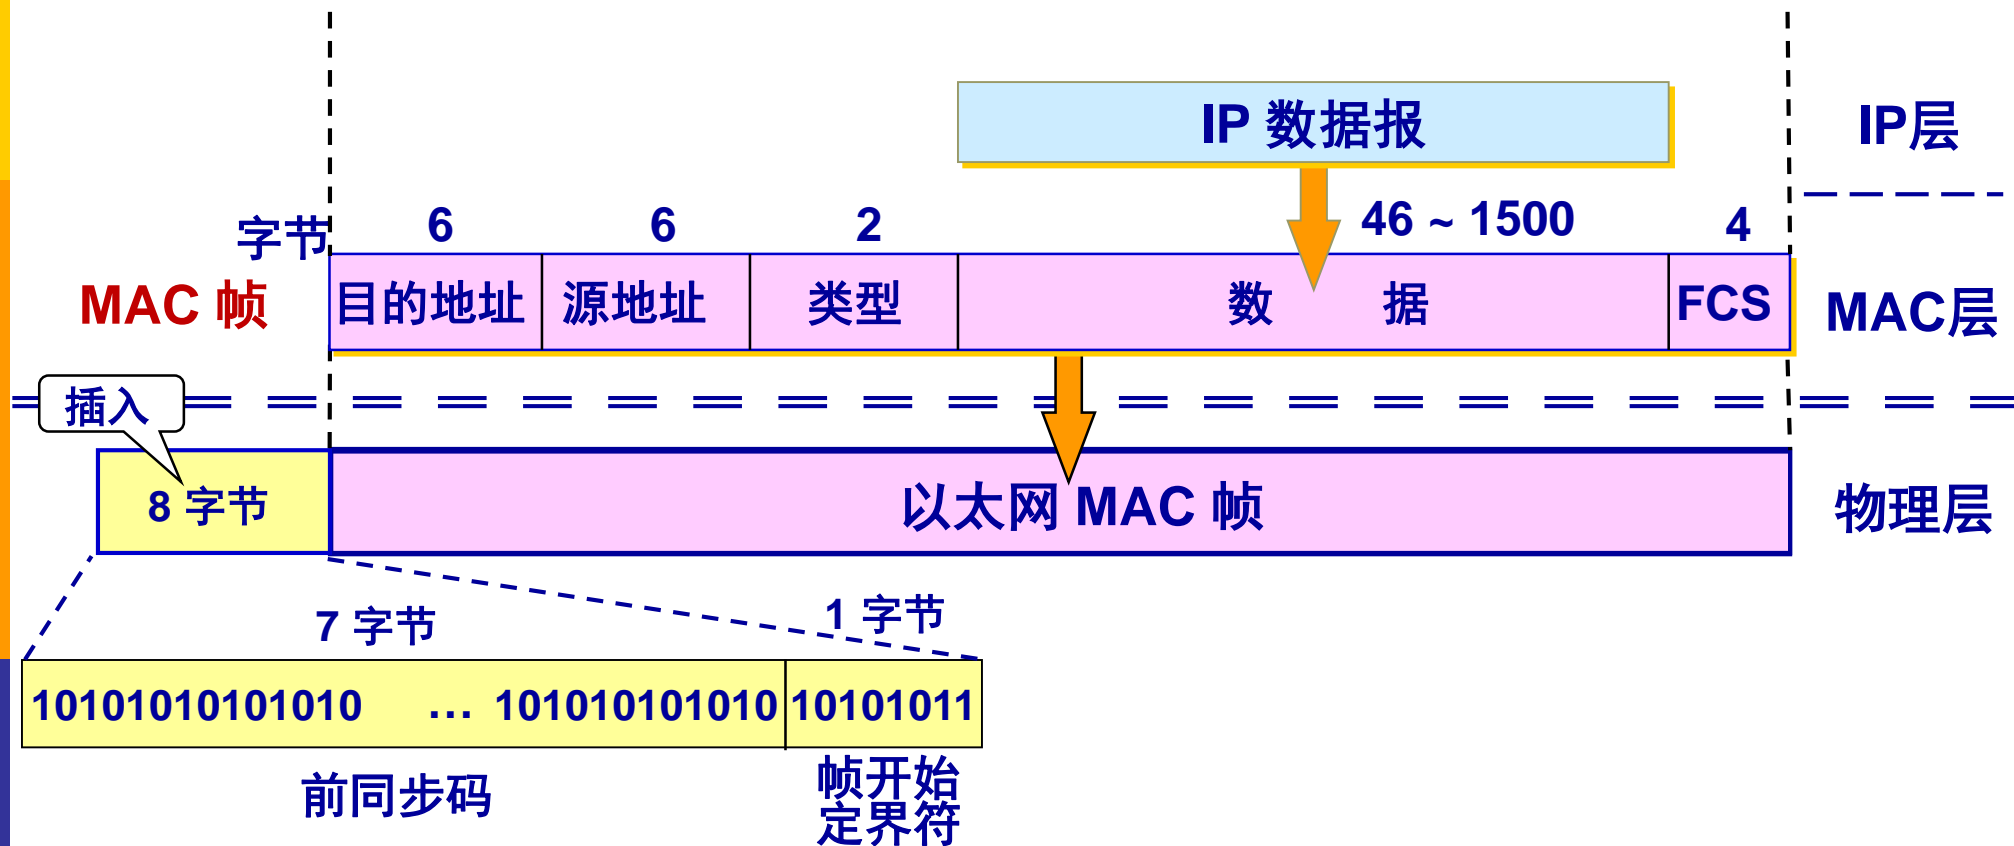 IP 数据报
IP层
字节 6 6 2 46 ~ 1500 4
MAC 帧 目的地址 源地址 类型 数 据 FCS MAC层
插入
8 字节 以太网 MAC 帧 物理层
7 字节 1 字节
10101010101010 … 101010101010 10101011
前同步码 帧开始
定界符